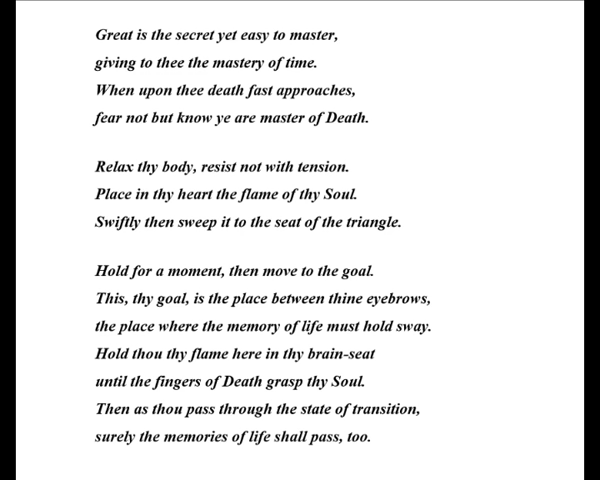 Great is the secret yet easy to master,
giving to thee the mastery of time.
When upon thee death fast approaches,
fear not but know ye are master of Death.
Relax thy body, resist not with tension.
Place in thy heart the flame of thy Soul.
Swiftly then sweep it to the seat of the triangle.
Hold for a moment, then move to the goal.
This, thy goal, is the place between thine eyebrows,
the place where the memory of life must hold sway.
Hold thou thy flame here in thy brain-seat
until the fingers of Death grasp thy Soul.
Then as thou pass through the state of transition,
surely the memories of life shall pass, too.